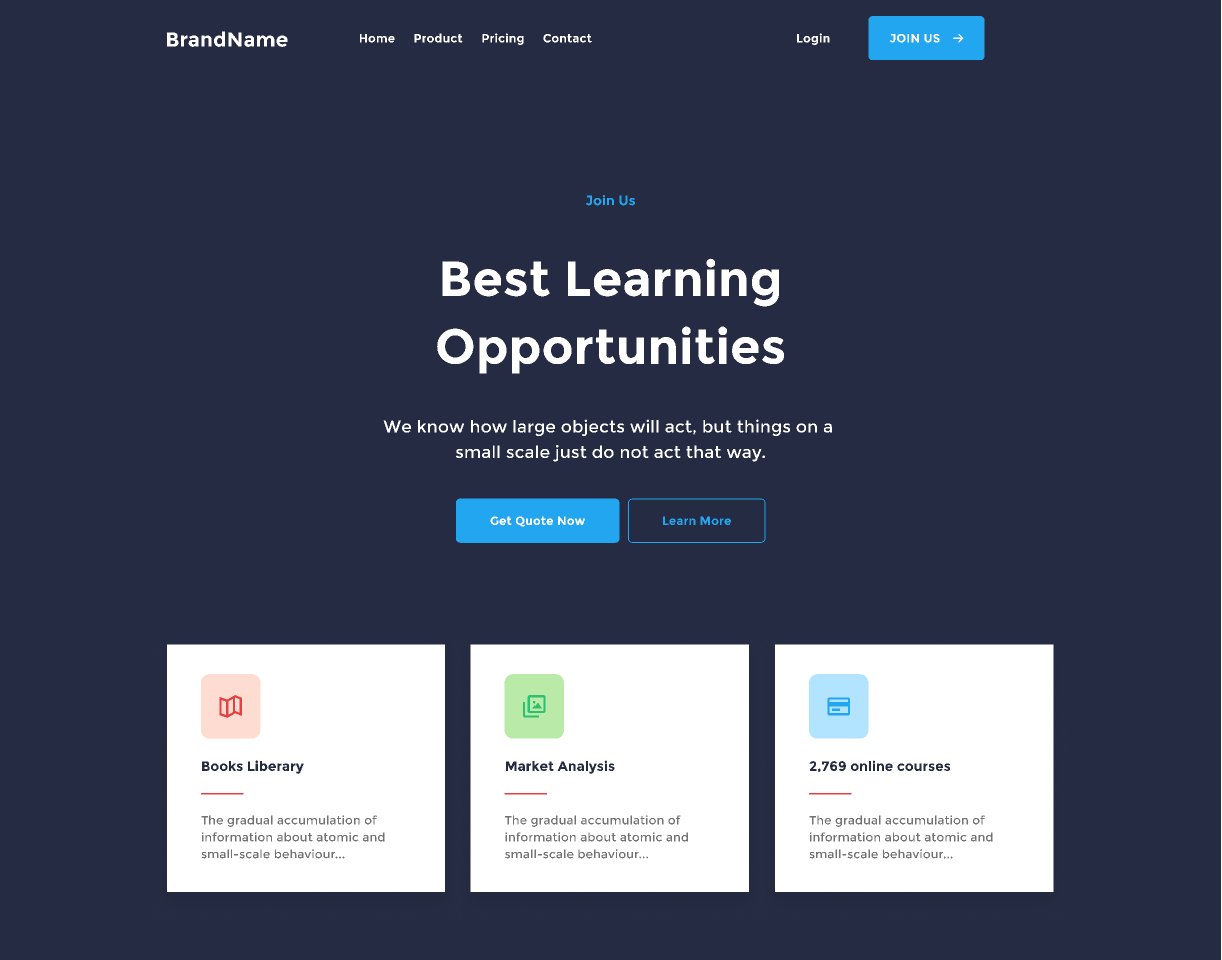 BrandName
Home Product Pricing Contact
Login
JOIN US
Join Us
Best Learning
Opportunities
We know how large objects will act, but things on a
small scale just do not act that way.
Get Quote Now
Learn More
Books Liberary
The gradual accumulation of
information about atomic and
small-scale behaviour...
Market Analysis
The gradual accumulation of
information about atomic and
small-scale behaviour...
2,769 online courses
The gradual accumulation of
information about atomic and
small-scale behaviour...